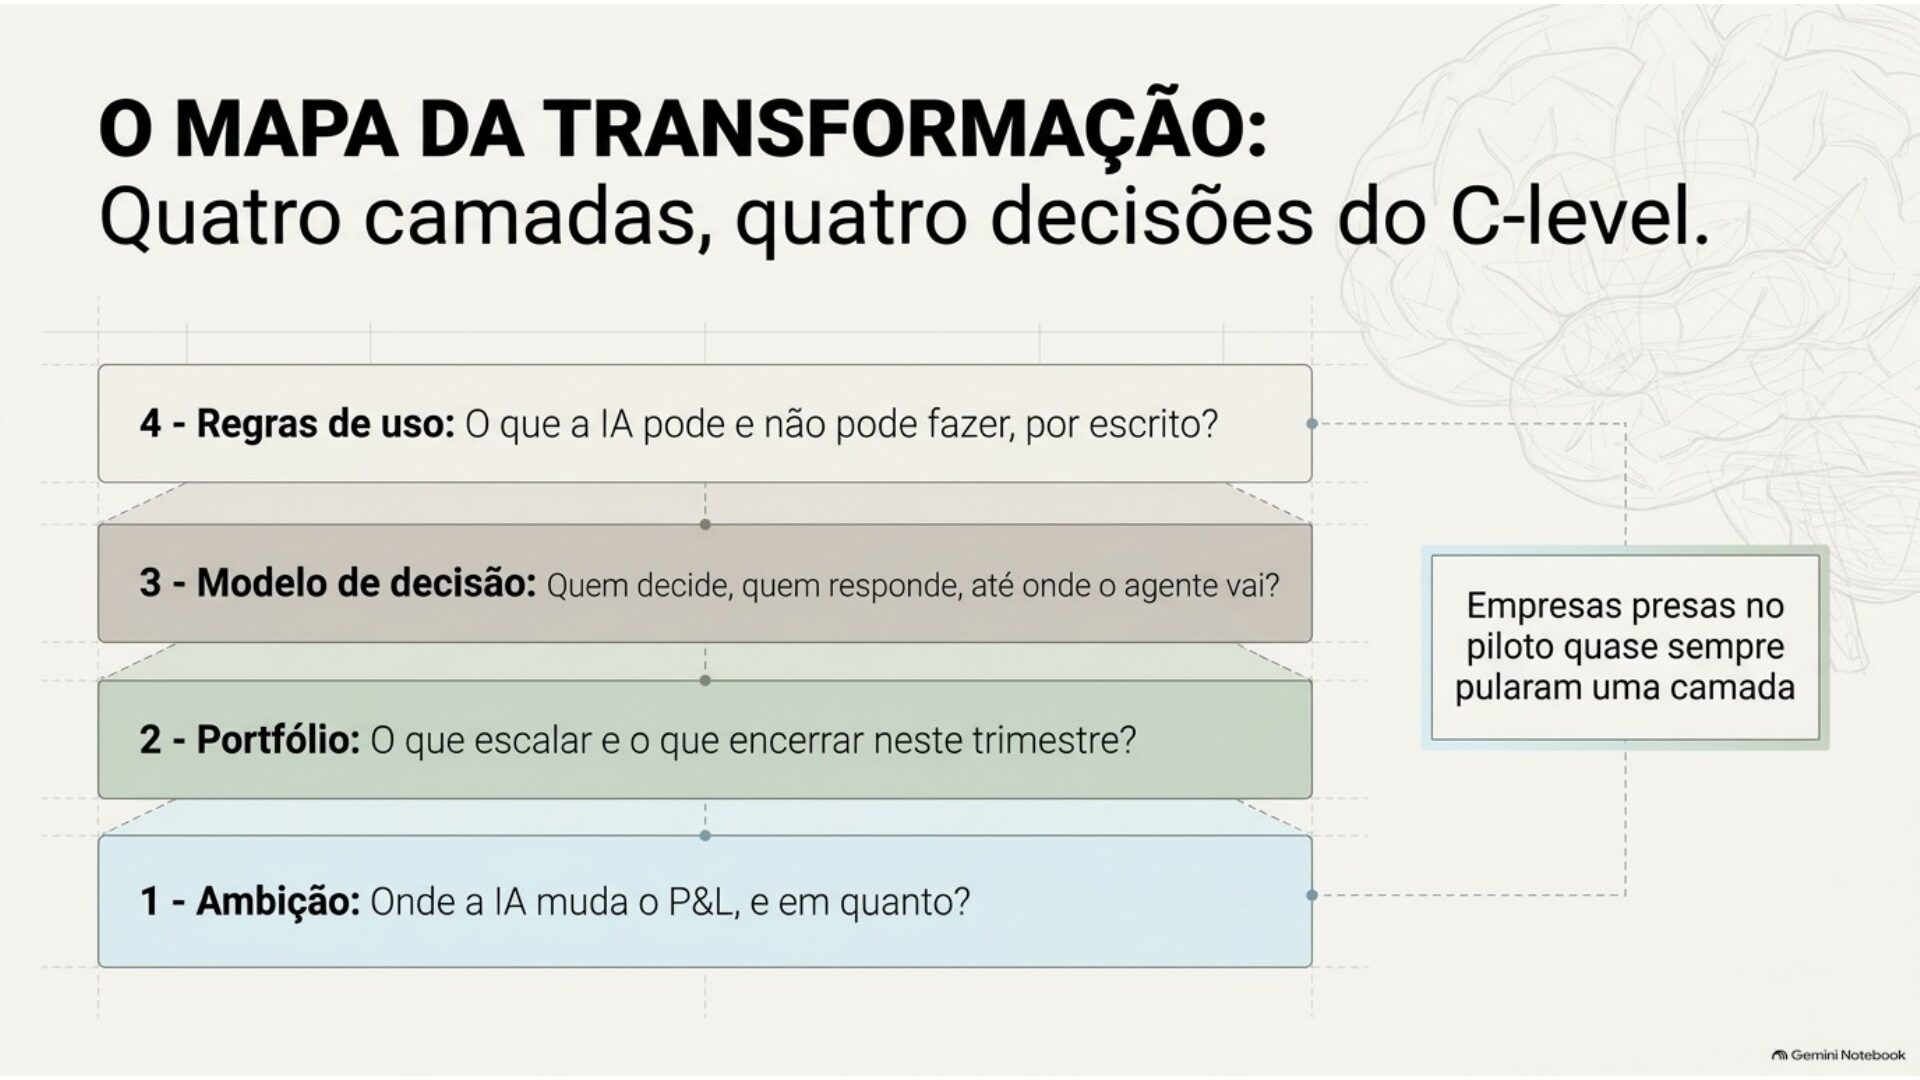 O MAPA DA TRANSFORMAÇÃO:
Quatro camadas, quatro decisões do C-level.
4 - Regras de uso: O que a IA pode e não pode fazer, por escrito?
3 - Modelo de decisão: Quem decide, quem responde, até onde o agente vai?
2 - Portfólio: O que escalar e o que encerrar neste trimestre?
1 - Ambição: Onde a IA muda o P&L, e em quanto?
Empresas presas no
piloto quase sempre
pularam uma camada
Gemini Notebook